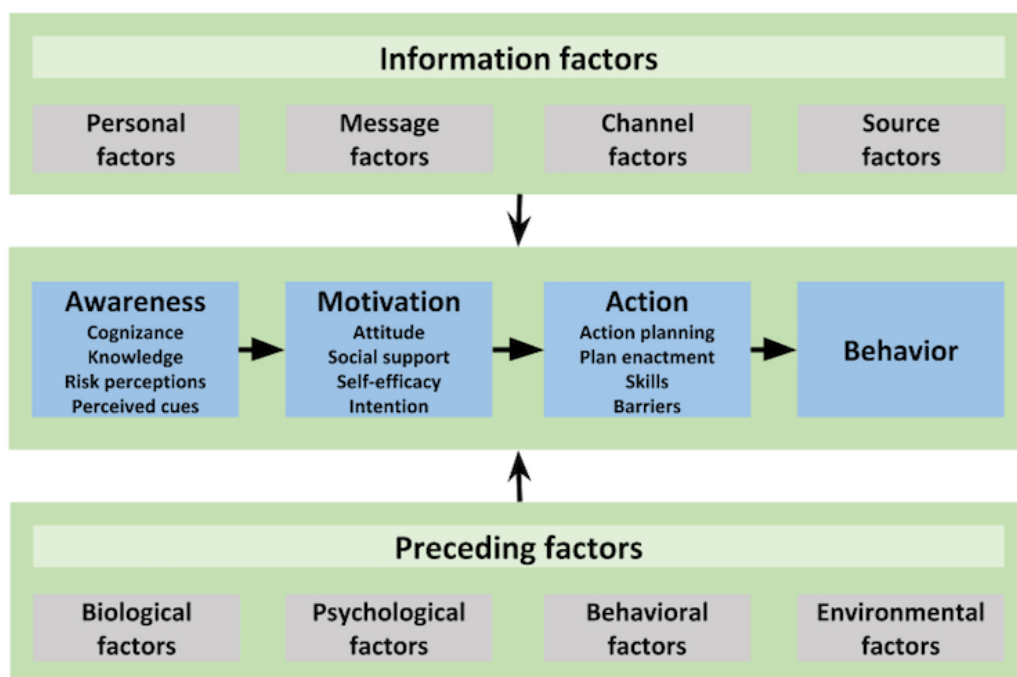 Information factors
Personal
factors
Message
factors
Channel
factors
Source
factors
Awareness
Cognizance
Knowledge
Risk perceptions
Perceived cues
Motivation
Attitude
Social support
Self-efficacy
Intention
Action
Action planning
Plan enactment
Skills
Barriers
Behavior
Preceding factors
Biological
factors
Psychological
factors
Behavioral
factors
Environmental
factors